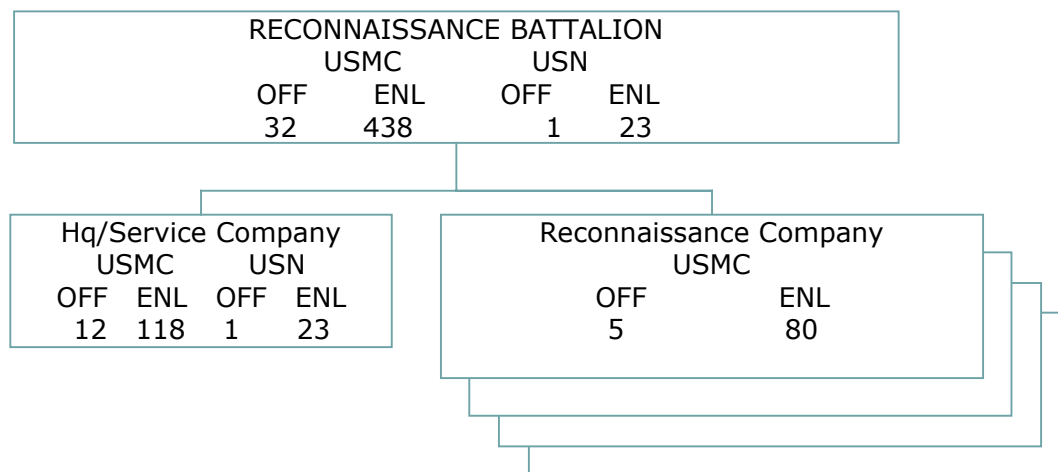 RECONNAISSANCE BATTALION
USMC USN
OFF ENL OFF ENL
32 438 1 23
Hq/Service Company
USMC USN
OFF ENL OFF ENL
12 118 1 23
Reconnaissance Company
USMC
OFF ENL
5 80